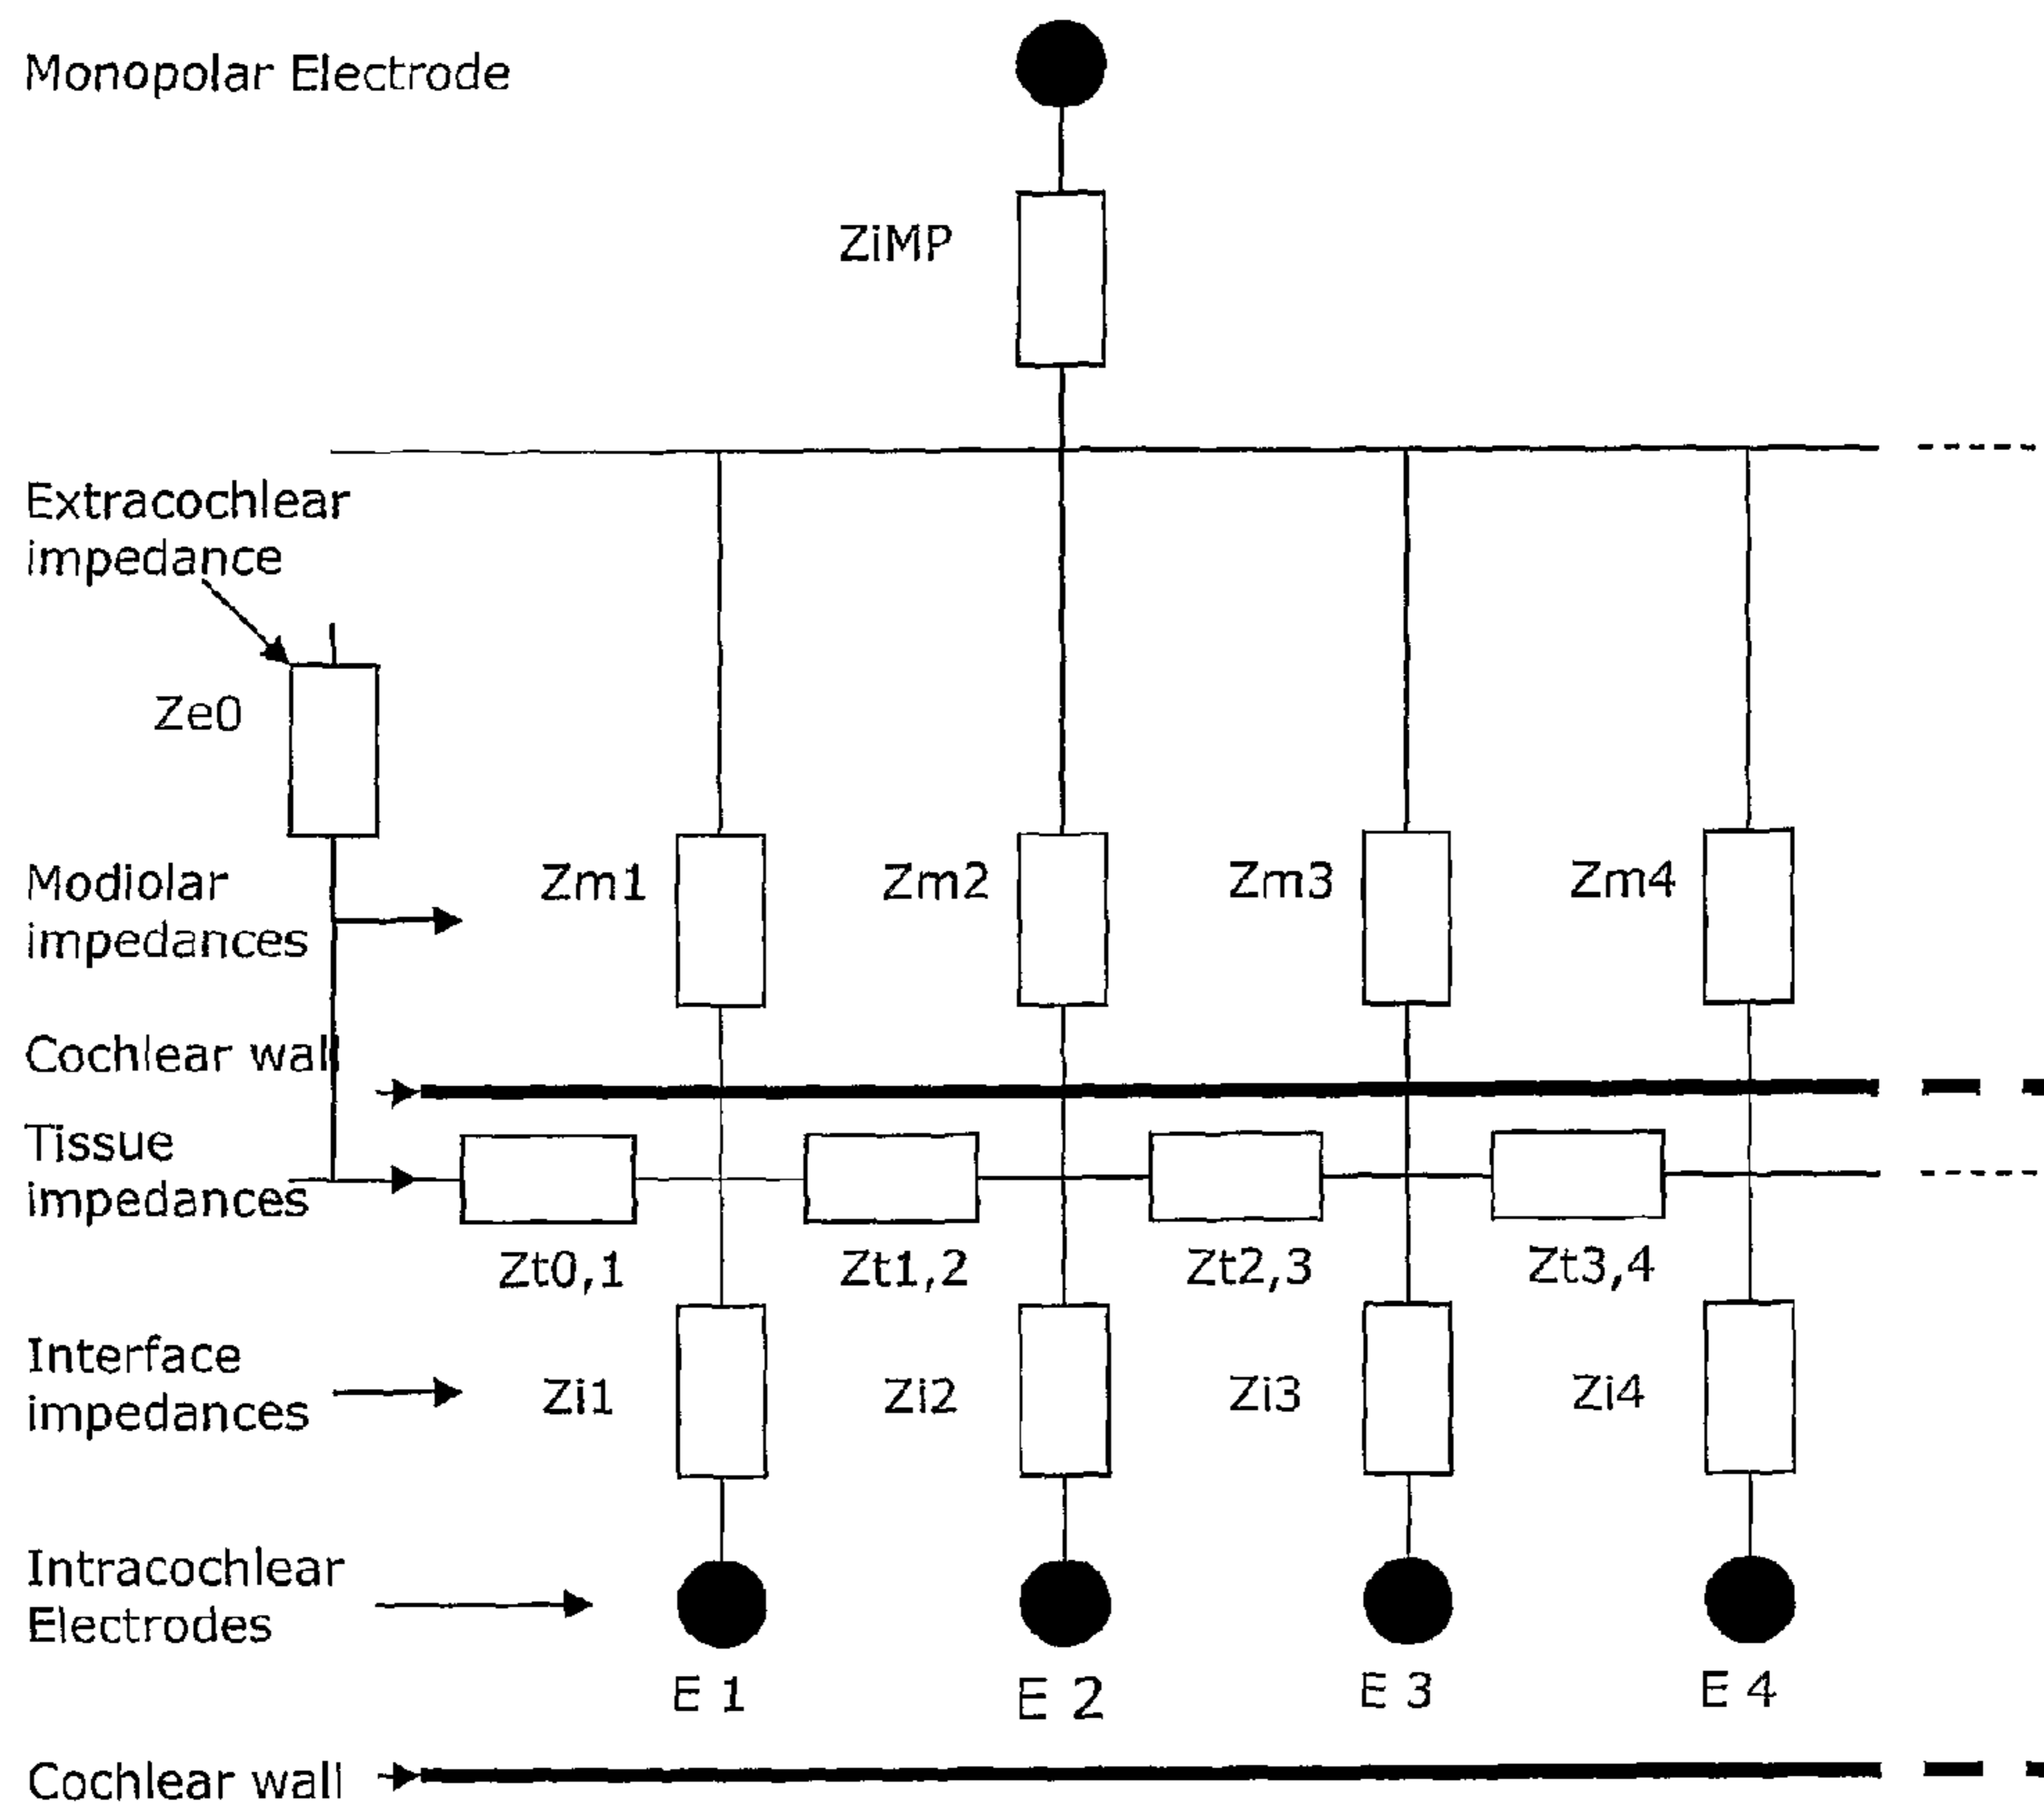 Monopolar Electrode
ZiMP
Extracochlear
impedance
Ze0
Modiolar
impedances
Zm1
Zm2
Zm3
Zm4
Cochlear wall
Tissue
impedances
Zt0,1
Zt1,2
Zt2,3
Zt3,4
Interface
impedances
Zi1
Zi2
Zi3
Zi4
Intracochlear
Electrodes
E 1
E 2
E 3
E 4
Cochlear wall